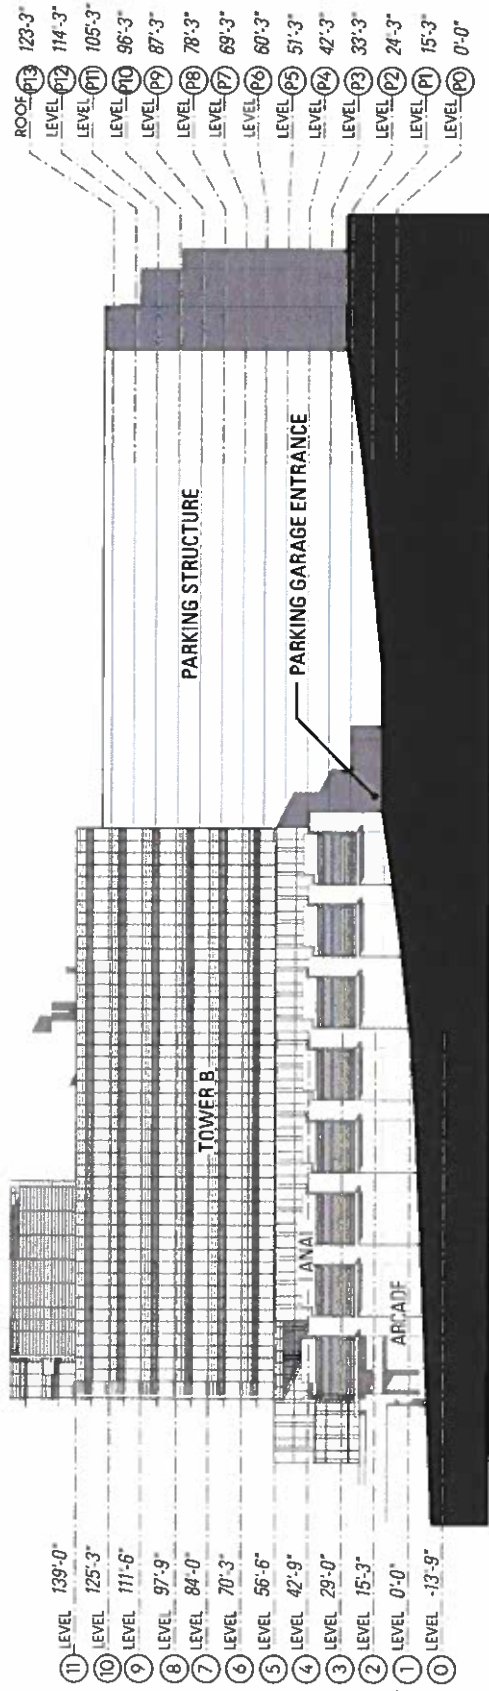 LEVEL 139'-0"
11
LEVEL 125'-3"
10
LEVEL 111'-6"
9
LEVEL 97'-9"
8
LEVEL 84'-0"
7
LEVEL 70'-3"
6
LEVEL 56'-6"
5
LEVEL 42'-9"
4
LEVEL 29'-0"
3
LEVEL 15'-3"
2
LEVEL 0'-0"
1
LEVEL -13'-9"
0
TOWER B
LANAI
ARCADE
PARKING STRUCTURE
PARKING GARAGE ENTRANCE
ROOF P13 123'-3"
LEVEL P12 114'-3"
LEVEL P11 105'-3"
LEVEL P10 96'-3"
LEVEL P9 87'-3"
LEVEL P8 78'-3"
LEVEL P7 69'-3"
LEVEL P6 60'-3"
LEVEL P5 51'-3"
LEVEL P4 42'-3"
LEVEL P3 33'-3"
LEVEL P2 24'-3"
LEVEL P1 15'-3"
LEVEL P0 0'-0"